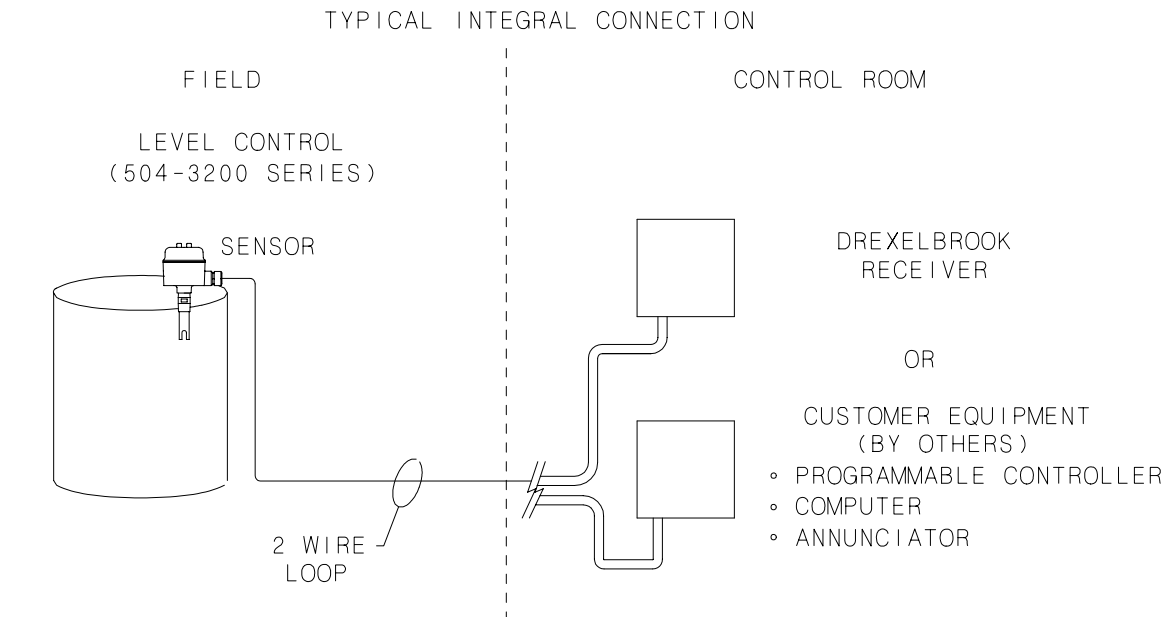 TYPICAL INTEGRAL CONNECTION
FIELD
CONTROL ROOM
LEVEL CONTROL
(504-3200 SERIES)
SENSOR
DREXELBROOK
RECEIVER
OR
CUSTOMER EQUIPMENT
(BY OTHERS)
° PROGRAMMABLE CONTROLLER
° COMPUTER
° ANNUNCIATOR
2 WIRE
LOOP